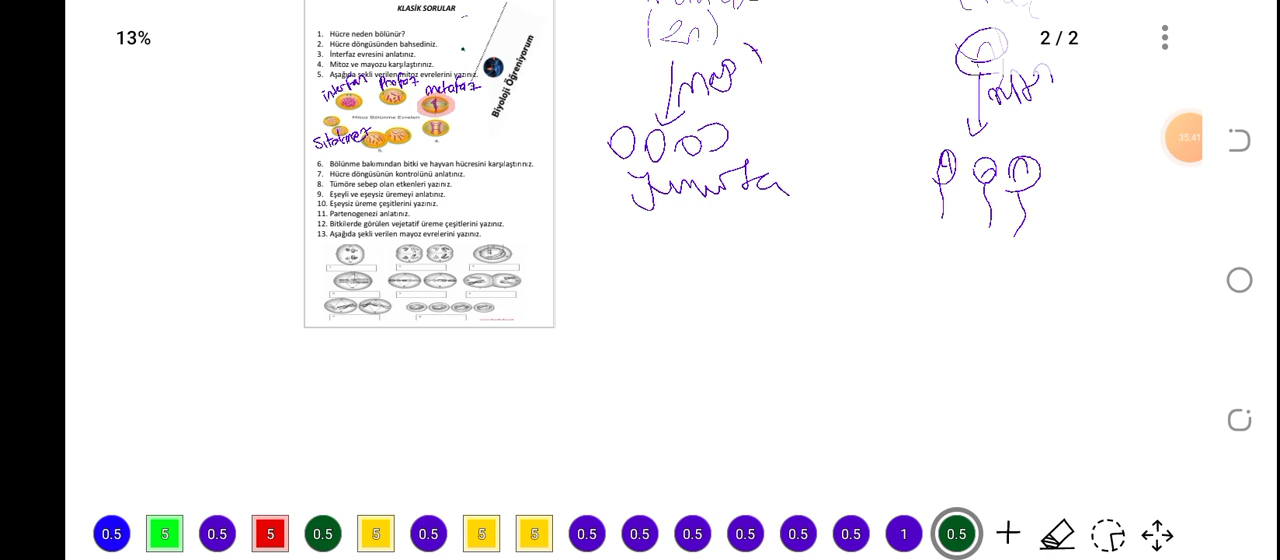 KLASİK SORULAR
13%
2 / 2
1. Hücre neden bölünür?
2. Hücre döngüsünden bahsediniz.
3. İnterfaz evresini anlatınız.
4. Mitoz ve mayozu karşılaştırınız.
5. Aşağıda şekli verilen mitoz evrelerini yazınız.
Biyoloji Öğreniyorum
interfaz profaz metafaz
Mitoz Bölünme Evreleri
Sitokinez
6. Bölünme bakımından bitki ve hayvan hücresini karşılaştırınız.
7. Hücre döngüsünün kontrolünü anlatınız.
8. Tümöre sebep olan etkenleri yazınız.
9. Eşeyli ve eşeysiz üremeyi anlatınız.
10. Eşeysiz üreme çeşitlerini yazınız.
11. Partenogenezi anlatınız.
12. Bitkilerde görülen vejetatif üreme çeşitlerini yazınız.
13. Aşağıda şekli verilen mayoz evrelerini yazınız.
(2n)
yumurta
n
35:41
0.5 5 0.5 5 0.5 5 0.5 5 5 0.5 0.5 0.5 0.5 0.5 0.5 1 0.5